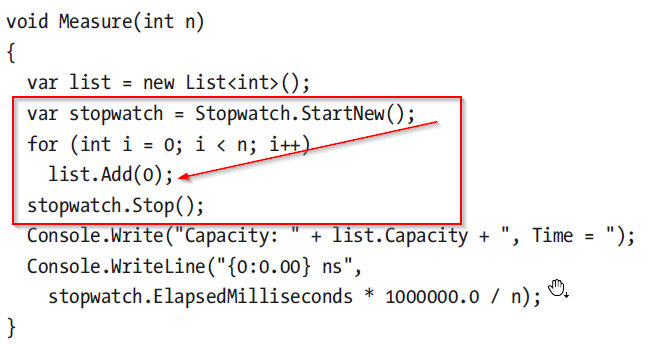 void Measure(int n)
{
  var list = new List<int>();
  var stopwatch = Stopwatch.StartNew();
  for (int i = 0; i < n; i++)
    list.Add(0);
  stopwatch.Stop();
  Console.Write("Capacity: " + list.Capacity + ", Time = ");
  Console.WriteLine("{0:0.00} ns",
    stopwatch.ElapsedMilliseconds * 1000000.0 / n);
}